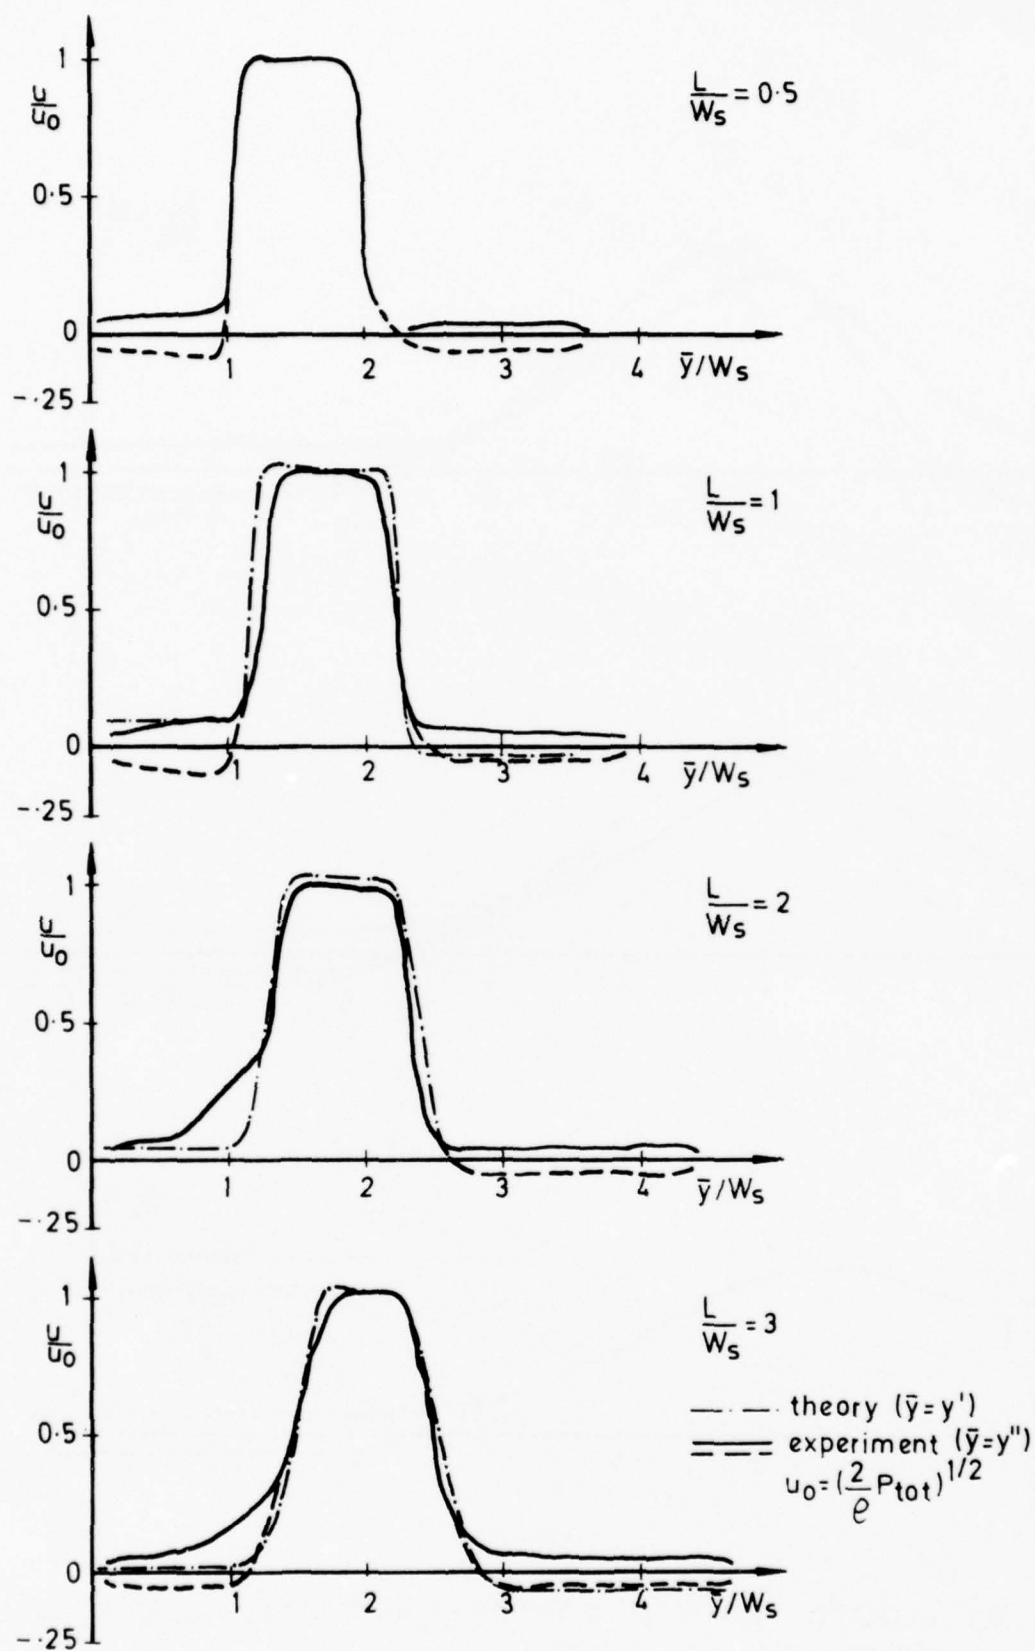 u/u₀
1
0·5
0
-·25
1 2 3 4 ȳ/Ws
L/Ws = 0·5
u/u₀
1
0·5
0
-·25
1 2 3 4 ȳ/Ws
L/Ws = 1
u/u₀
1
0·5
0
-·25
1 2 3 4 ȳ/Ws
L/Ws = 2
u/u₀
1
0·5
0
-·25
1 2 3 4 ȳ/Ws
L/Ws = 3
theory (ȳ=y')
experiment (ȳ=y")
u₀=(2/ρ Ptot)^1/2